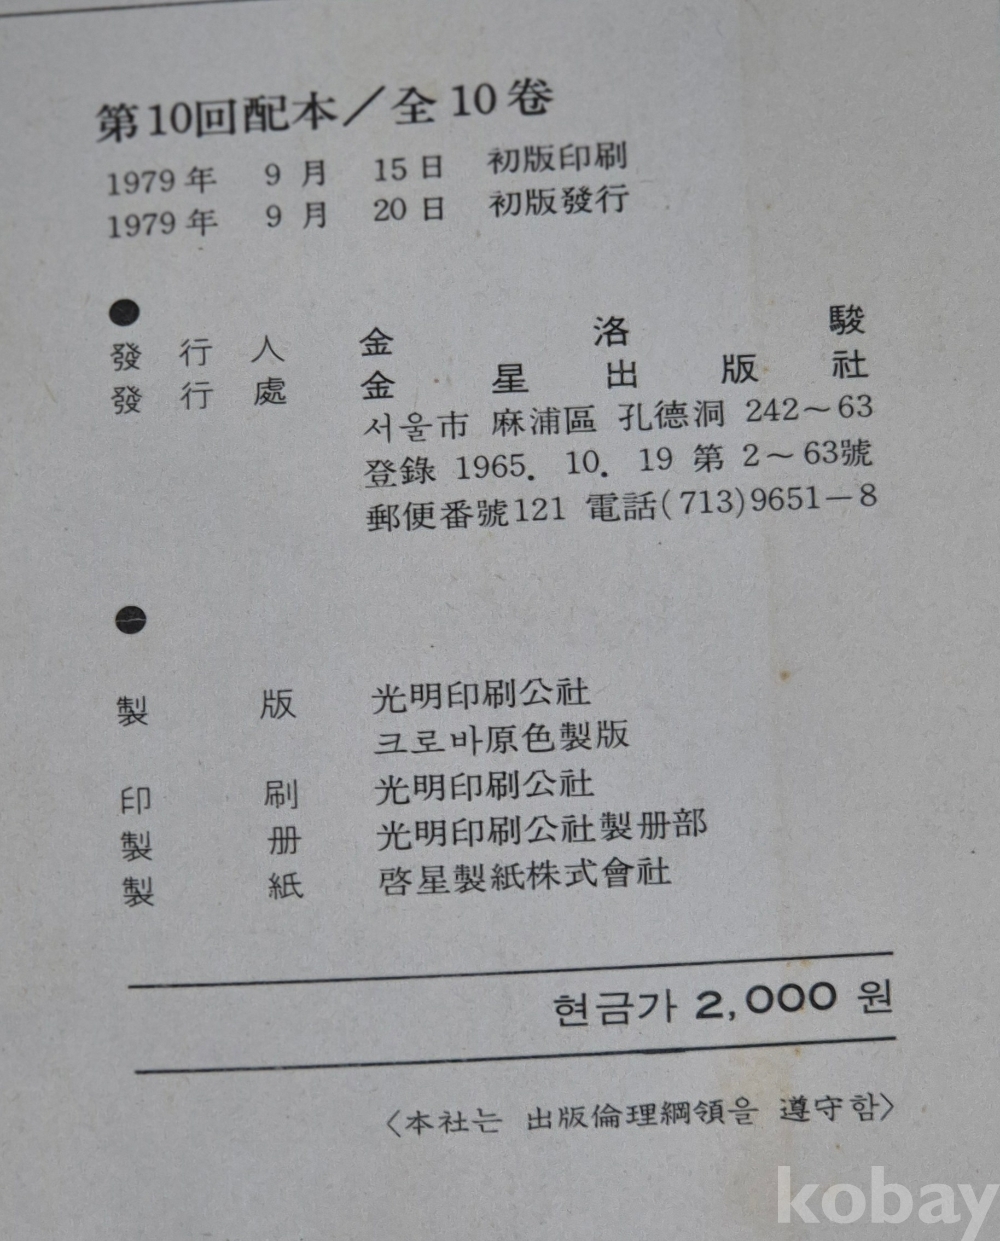 第10回配本／全10卷
1979年 9月 15日 初版印刷
1979年 9月 20日 初版發行
●
發行人 金洛駿
發行處 金星出版社
서울市 麻浦區 孔德洞 242～63
登錄 1965. 10. 19 第 2～63號
郵便番號121 電話(713)9651－8
●
製版 光明印刷公社
크로바原色製版
印刷 光明印刷公社
製册 光明印刷公社製册部
製紙 啓星製紙株式會社
현금가 2,000 원
〈本社는 出版倫理綱領을 遵守함〉
kobay